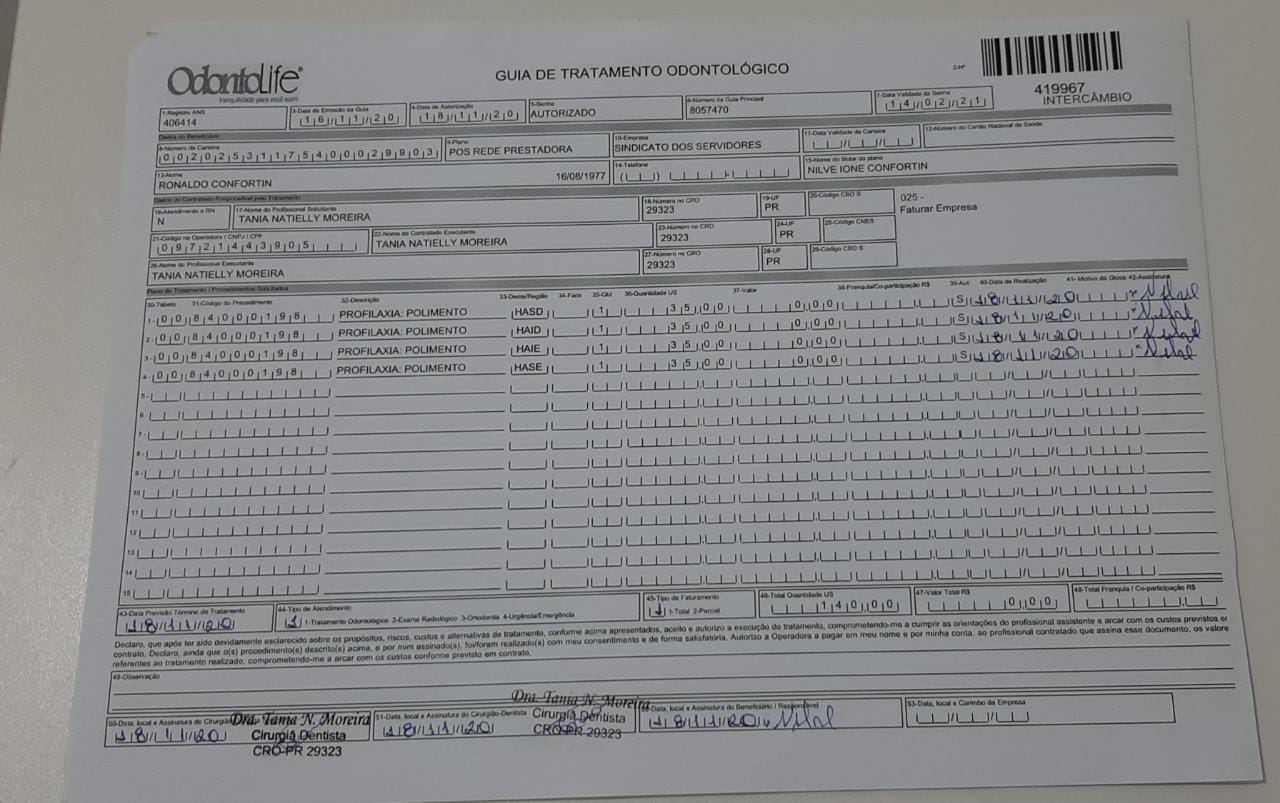 OdontoLife®
tranquilidade para você sorrir
GUIA DE TRATAMENTO ODONTOLÓGICO
2-Nº
419967
INTERCÂMBIO
1-Registro ANS
406414
3-Data de Emissão da Guia
16/11/20
4-Data de Autorização
18/11/20
5-Senha
AUTORIZADO
6-Número da Guia Principal
8057470
7-Data Validade da Senha
14/02/21
Dados do Beneficiário
8-Número da Carteira
00202531175400029903
9-Plano
POS REDE PRESTADORA
10-Empresa
SINDICATO DOS SERVIDORES
11-Data Validade da Carteira
12-Número do Cartão Nacional de Saúde
13-Nome
RONALDO CONFORTIN 16/08/1977
14-Telefone
15-Nome do titular do plano
NILVE IONE CONFORTIN
Dados do Contratado Responsável pelo Tratamento
16-Atendimento a RN
N
17-Nome do Profissional Solicitante
TANIA NATIELLY MOREIRA
18-Número no CRO
29323
19-UF
PR
20-Código CBO S
025 -
Faturar Empresa
21-Código na Operadora / CNPJ / CPF
09721443905
22-Nome do Contratado Executante
TANIA NATIELLY MOREIRA
23-Número no CRO
29323
24-UF
PR
25-Código CNES
26-Nome do Profissional Executante
TANIA NATIELLY MOREIRA
27-Número no CRO
29323
28-UF
PR
29-Código CBO S
Plano de Tratamento / Procedimentos Solicitados
30-Tabela 31-Código do Procedimento 32-Descrição 33-Dente/Região 34-Face 35-Qtd 36-Quantidade US 37-Valor 38-Franquia/Co-participação R$ 39-Aut 40-Data de Realização 41- Motivo da Glosa 42-Assinatura
1- 00 84000198 PROFILAXIA: POLIMENTO HASD 1 35,00 0,00 S 18/11/20
2- 00 84000198 PROFILAXIA: POLIMENTO HAID 1 35,00 0,00 S 18/11/20
3- 00 84000198 PROFILAXIA: POLIMENTO HAIE 1 35,00 0,00 S 18/11/20
4- 00 84000198 PROFILAXIA: POLIMENTO HASE 1 35,00 0,00 S 18/11/20
5-
6-
7-
8-
9-
10
11
12
13
14
15
43-Data Previsão Término do Tratamento
18/11/20
44-Tipo de Atendimento
1 1-Tratamento Odontológico 2-Exame Radiológico 3-Ortodontia 4-Urgência/Emergência
45-Tipo de Faturamento
1 1-Total 2-Parcial
46-Total Quantidade US
140,00
47-Valor Total R$
0,00
48-Total Franquia / Co-participação R$
Declaro, que após ter sido devidamente esclarecido sobre os propósitos, riscos, custos e alternativas de tratamento, conforme acima apresentados, aceito e autorizo a execução do tratamento, comprometendo-me a cumprir as orientações do profissional assistente e arcar com os custos previstos em
contrato. Declaro, ainda que o(s) procedimento(s) descrito(s) acima, e por mim assinado(s), foi/foram realizado(s) com meu consentimento e de forma satisfatória. Autorizo a Operadora a pagar em meu nome e por minha conta, ao profissional contratado que assina esse documento, os valores
referentes ao tratamento realizado, comprometendo-me a arcar com os custos conforme previsto em contrato.
49-Observação
50-Data, local e Assinatura do Cirurgião
18/11/20
Dra. Tania N. Moreira
Cirurgiã Dentista
CRO-PR 29323
51-Data, local e Assinatura do Cirurgião-Dentista
18/11/20
Dra. Tania N. Moreira
Cirurgiã Dentista
CRO-PR 29323
Data, local e Assinatura do Beneficiário / Responsável
18/11/20
53-Data, local e Carimbo da Empresa